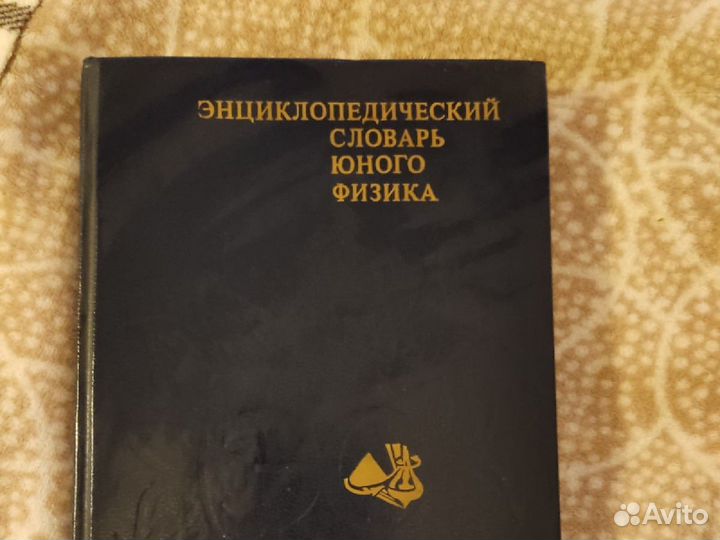 ЭНЦИКЛОПЕДИЧЕСКИЙ
СЛОВАРЬ
ЮНОГО
ФИЗИКА
Avito